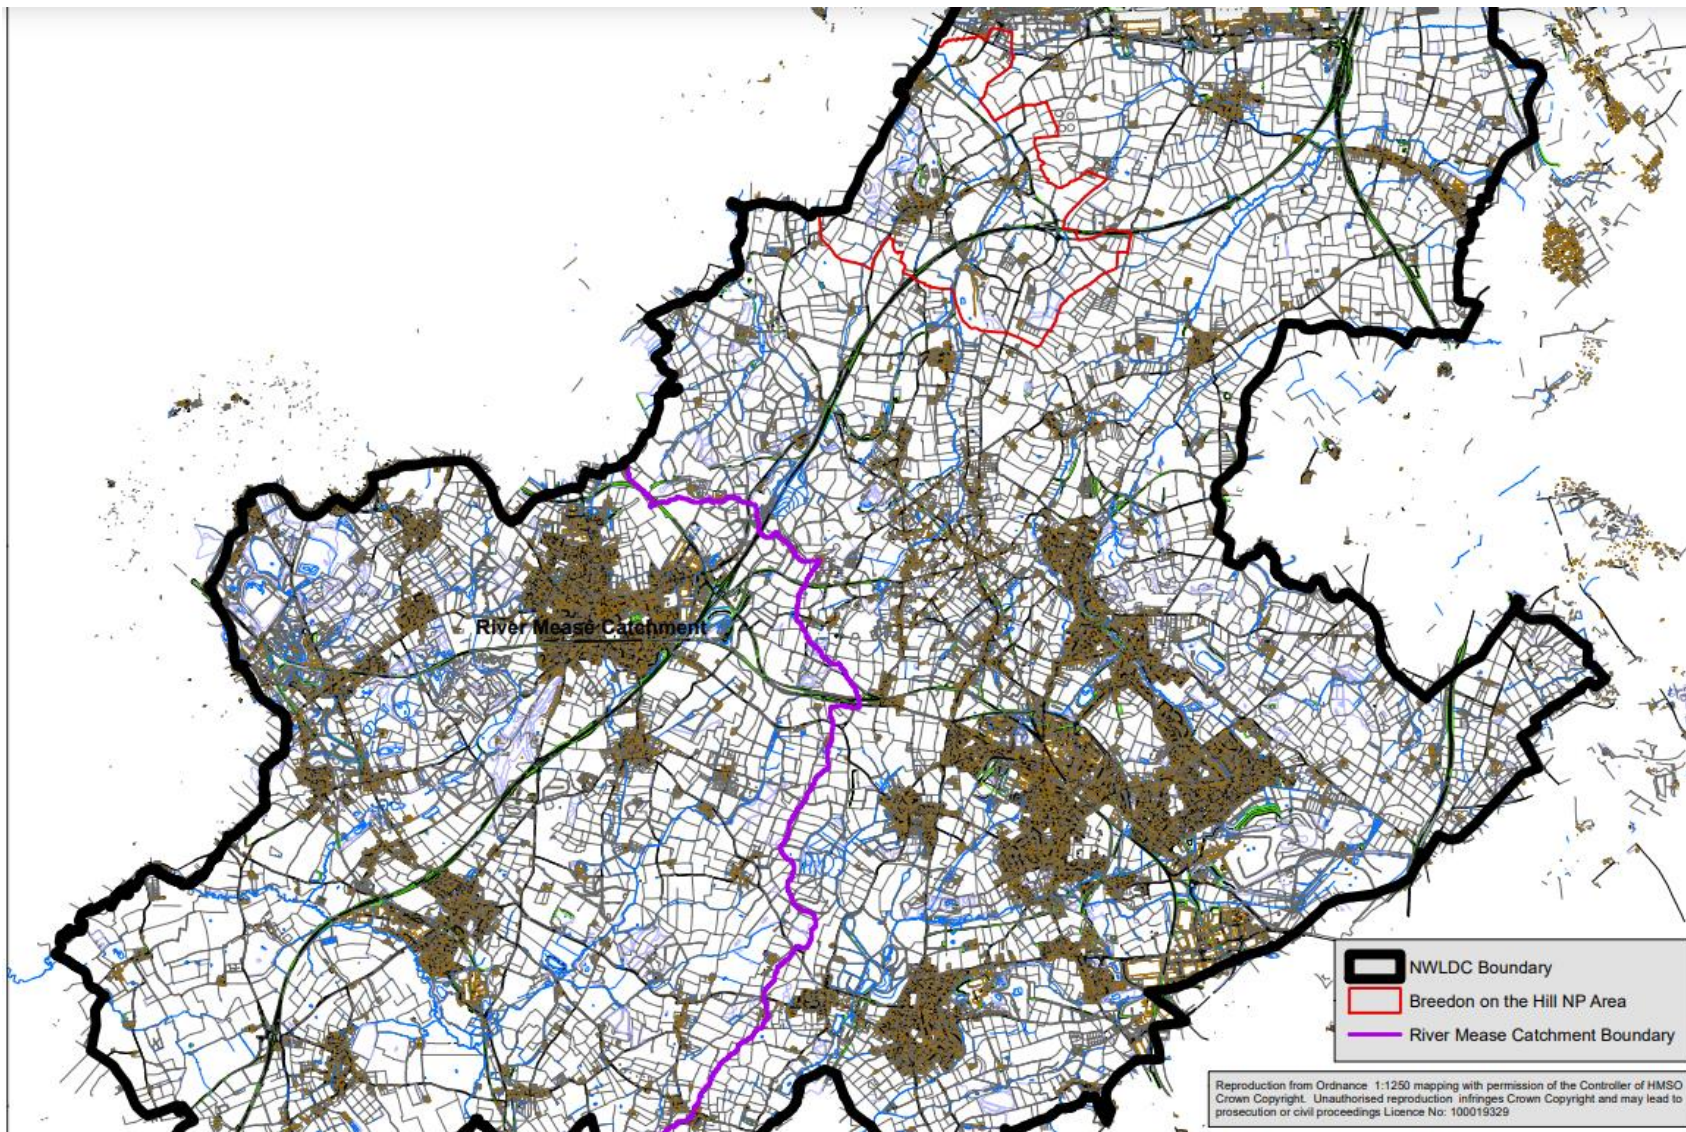 River Mease Catchment
NWLDC Boundary
Breedon on the Hill NP Area
River Mease Catchment Boundary
Reproduction from Ordnance 1:1250 mapping with permission of the Controller of HMSO
Crown Copyright. Unauthorised reproduction infringes Crown Copyright and may lead to
prosecution or civil proceedings Licence No: 100019329